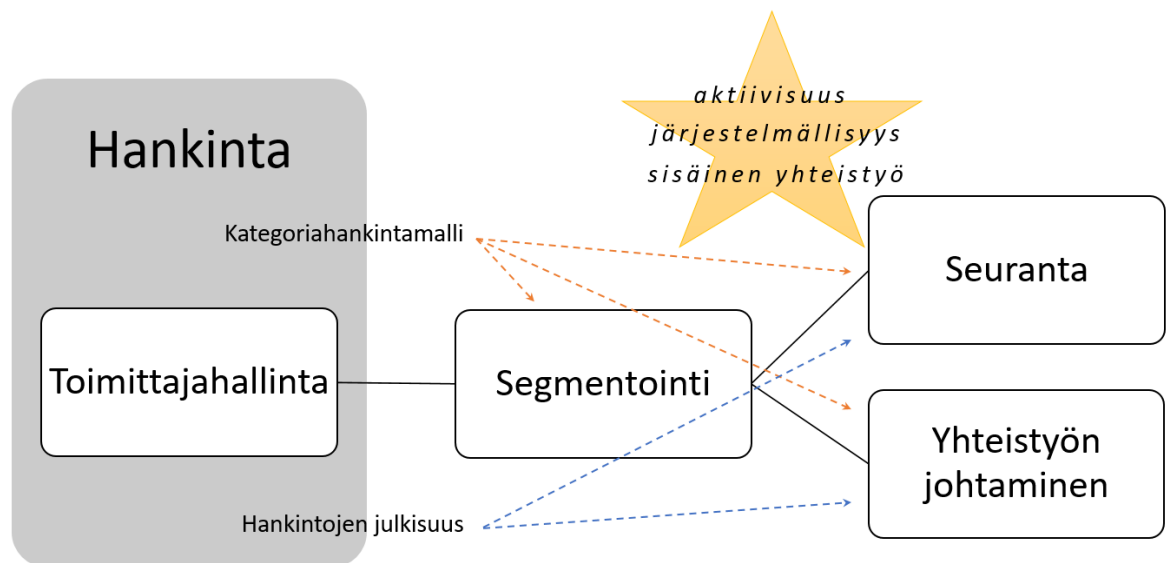 aktiivisuus
järjestelmällisyys
sisäinen yhteistyö
Hankinta
Kategoriahankintamalli
Seuranta
Toimittajahallinta
Segmentointi
Yhteistyön
johtaminen
Hankintojen julkisuus